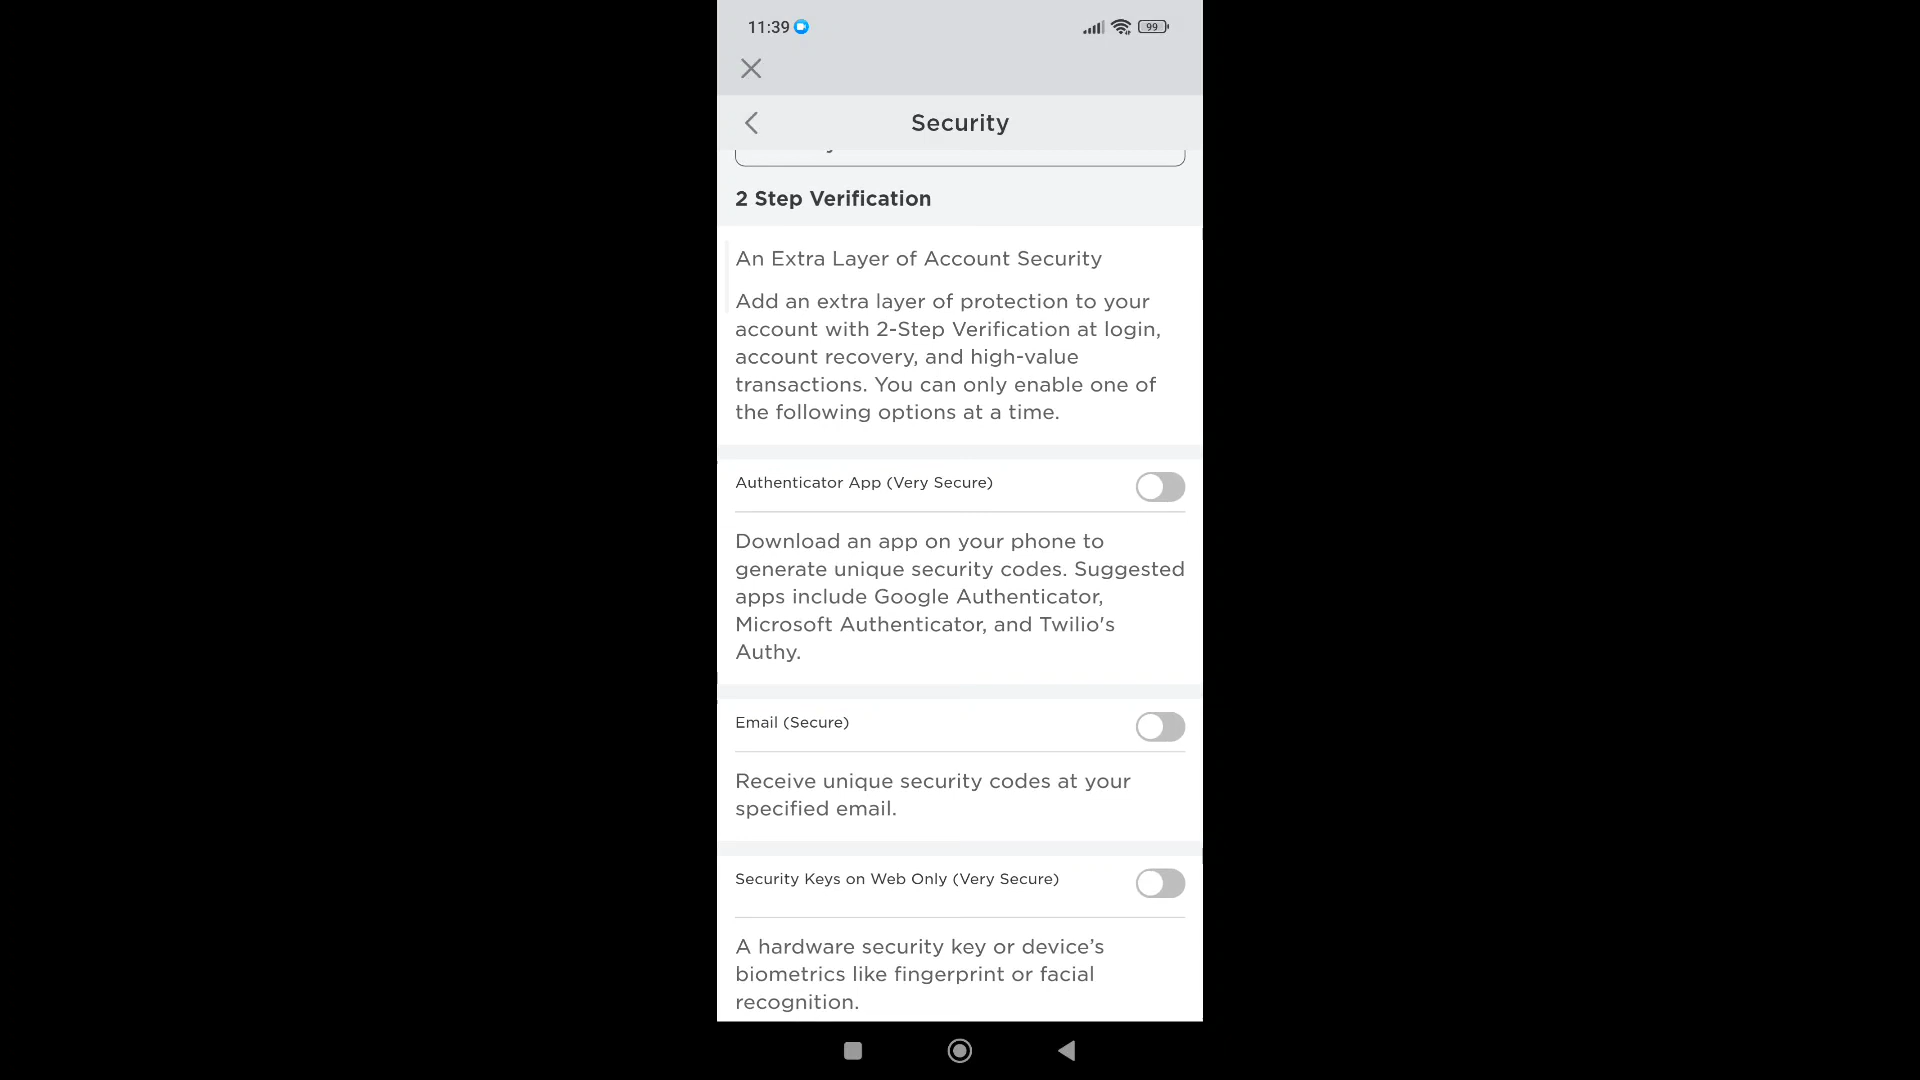 11:39
99
Security
2 Step Verification
An Extra Layer of Account Security
Add an extra layer of protection to your
account with 2-Step Verification at login,
account recovery, and high-value
transactions. You can only enable one of
the following options at a time.
Authenticator App (Very Secure)
Download an app on your phone to
generate unique security codes. Suggested
apps include Google Authenticator,
Microsoft Authenticator, and Twilio's
Authy.
Email (Secure)
Receive unique security codes at your
specified email.
Security Keys on Web Only (Very Secure)
A hardware security key or device’s
biometrics like fingerprint or facial
recognition.